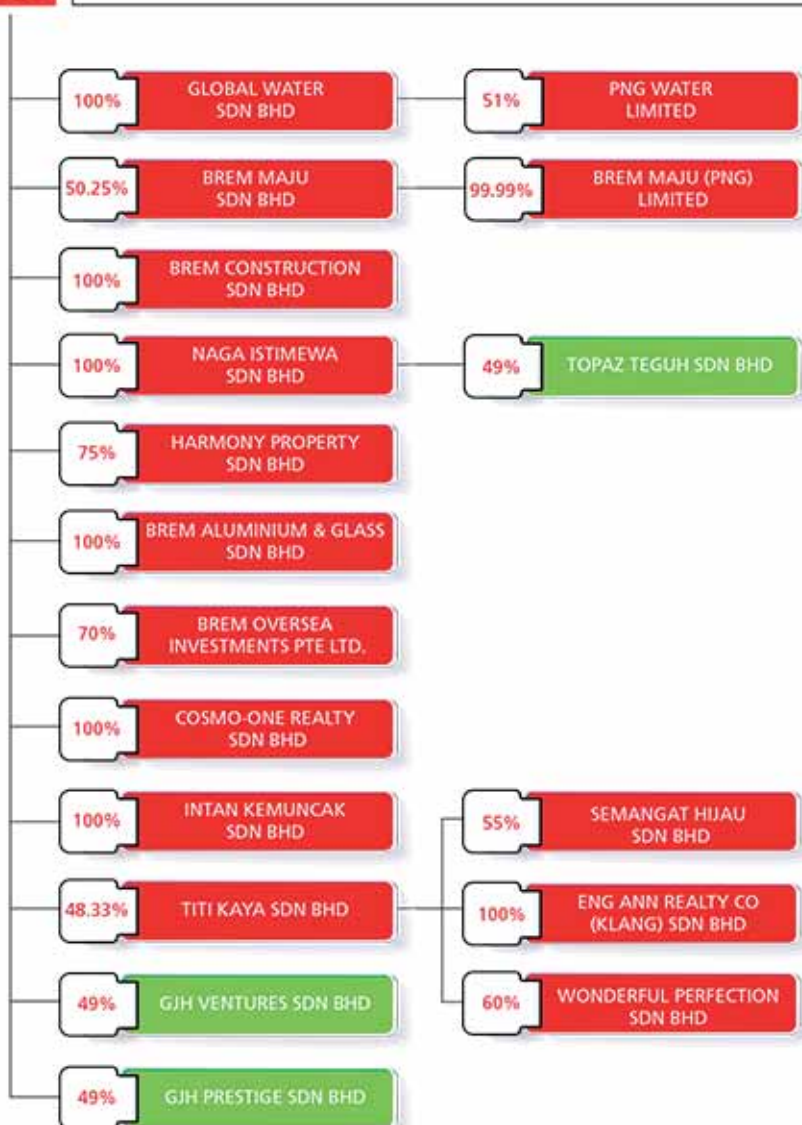 100%
GLOBAL WATER
SDN BHD
51%
PNG WATER
LIMITED
50.25%
BREM MAJU
SDN BHD
99.99%
BREM MAJU (PNG)
LIMITED
100%
BREM CONSTRUCTION
SDN BHD
100%
NAGA ISTIMEWA
SDN BHD
49%
TOPAZ TEGUH SDN BHD
75%
HARMONY PROPERTY
SDN BHD
100%
BREM ALUMINIUM & GLASS
SDN BHD
70%
BREM OVERSEA
INVESTMENTS PTE LTD.
100%
COSMO-ONE REALTY
SDN BHD
100%
INTAN KEMUNCAK
SDN BHD
55%
SEMANGAT HIJAU
SDN BHD
48.33%
TITI KAYA SDN BHD
100%
ENG ANN REALTY CO
(KLANG) SDN BHD
49%
GJH VENTURES SDN BHD
60%
WONDERFUL PERFECTION
SDN BHD
49%
GJH PRESTIGE SDN BHD